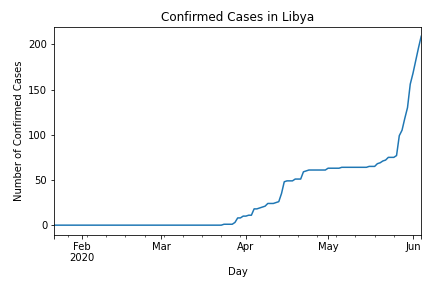 Confirmed Cases in Libya
200
150
100
50
0
Number of Confirmed Cases
Feb Mar Apr May Jun
2020
Day